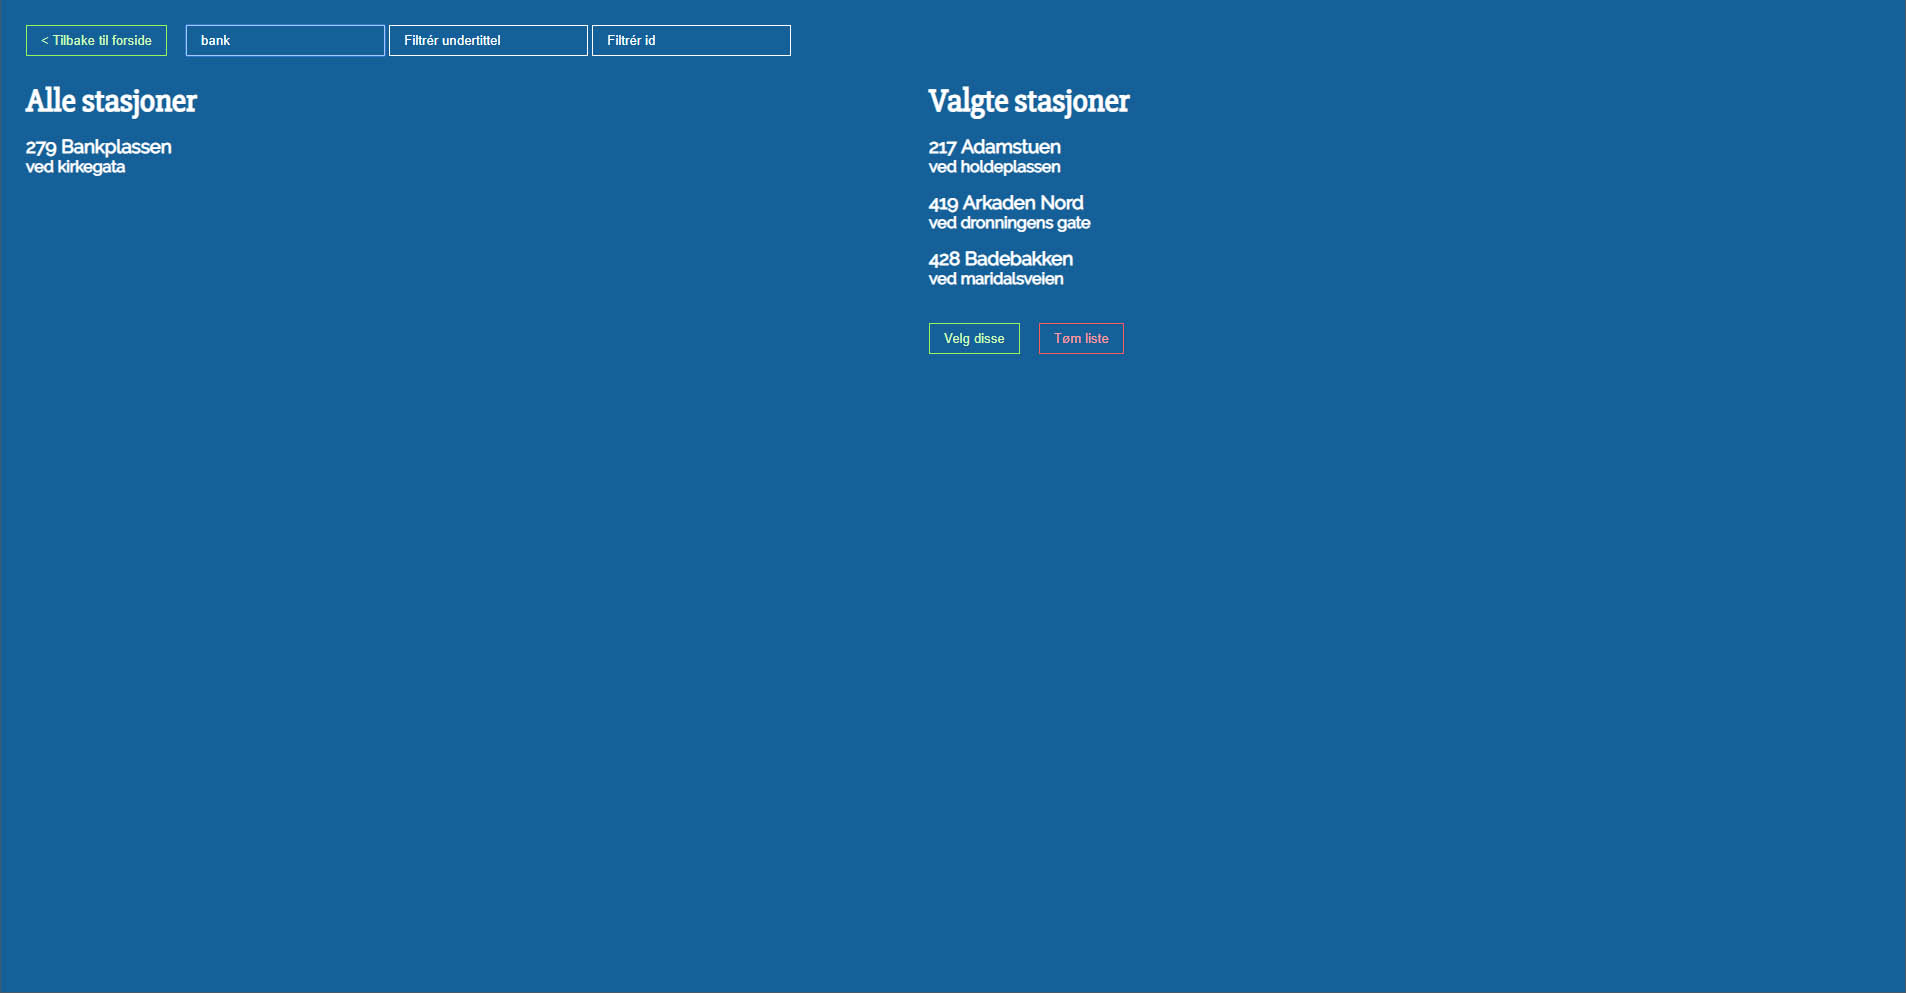 < Tilbake til forside
bank
Filtrér undertittel
Filtrér id
Alle stasjoner
279 Bankplassen
ved kirkegata
Valgte stasjoner
217 Adamstuen
ved holdeplassen
419 Arkaden Nord
ved dronningens gate
428 Badebakken
ved maridalsveien
Velg disse
Tøm liste